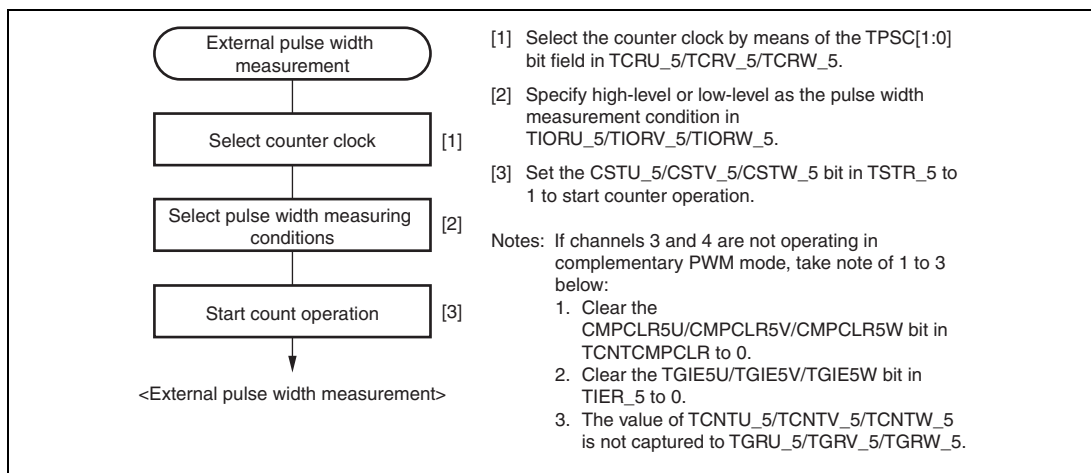 External pulse width
measurement
Select counter clock
[1]
Select pulse width measuring
conditions
[2]
Start count operation
[3]
<External pulse width measurement>
[1] Select the counter clock by means of the TPSC[1:0]
bit field in TCRU_5/TCRV_5/TCRW_5.
[2] Specify high-level or low-level as the pulse width
measurement condition in
TIORU_5/TIORV_5/TIORW_5.
[3] Set the CSTU_5/CSTV_5/CSTW_5 bit in TSTR_5 to
1 to start counter operation.
Notes: If channels 3 and 4 are not operating in
complementary PWM mode, take note of 1 to 3
below:
1. Clear the
CMPCLR5U/CMPCLR5V/CMPCLR5W bit in
TCNTCMPCLR to 0.
2. Clear the TGIE5U/TGIE5V/TGIE5W bit in
TIER_5 to 0.
3. The value of TCNTU_5/TCNTV_5/TCNTW_5
is not captured to TGRU_5/TGRV_5/TGRW_5.